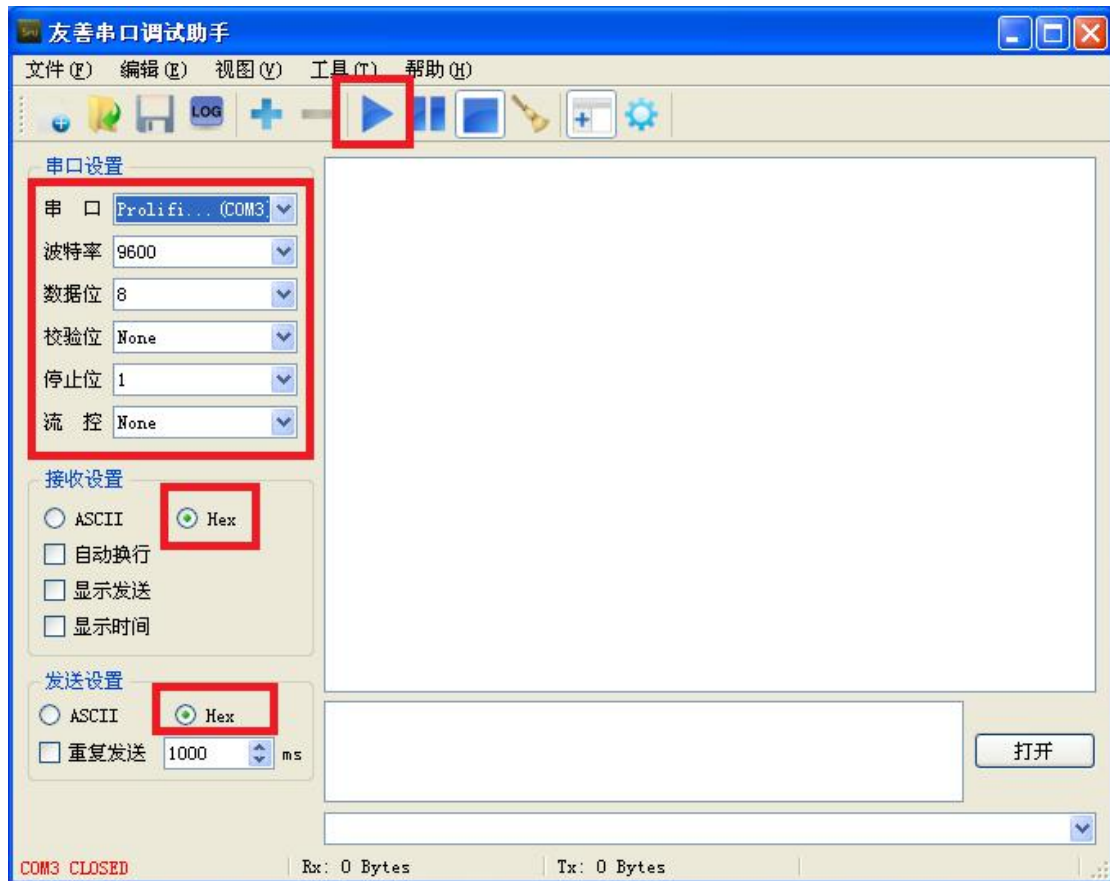 友善串口调试助手
文件(F) 编辑(E) 视图(V) 工具(T) 帮助(H)
LOG
串口设置
串 口 Prolifi... (COM3)
波特率 9600
数据位 8
校验位 None
停止位 1
流 控 None
接收设置
ASCII Hex
自动换行
显示发送
显示时间
发送设置
ASCII Hex
重复发送 1000 ms
打开
COM3 CLOSED Rx: 0 Bytes Tx: 0 Bytes